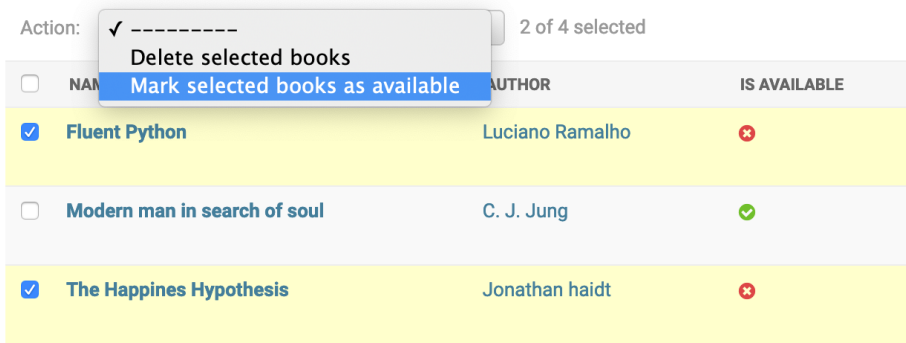 Action:
✓ ---------
2 of 4 selected
Delete selected books
Mark selected books as available
AUTHOR
IS AVAILABLE
Fluent Python
Luciano Ramalho
Modern man in search of soul
C. J. Jung
The Happines Hypothesis
Jonathan haidt